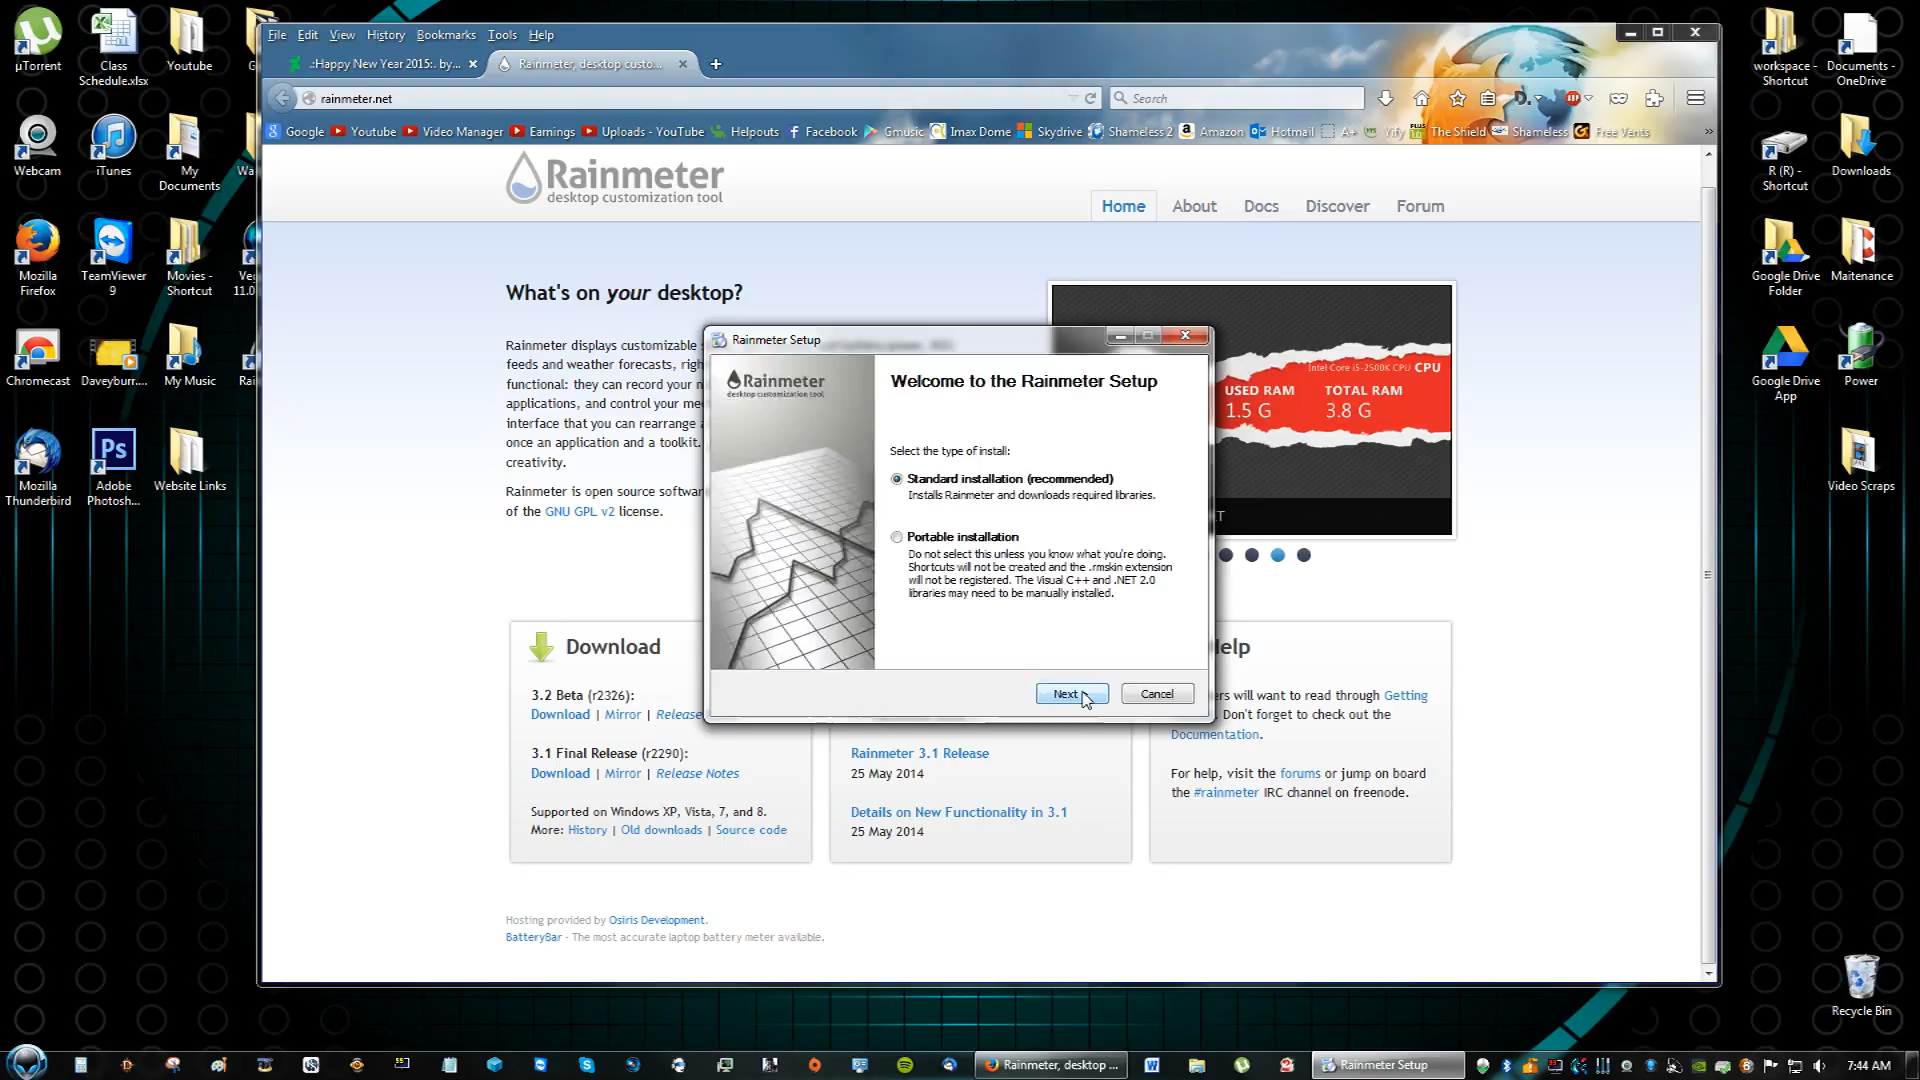 File Edit View History Bookmarks Tools Help
.:Happy New Year 2015:. by...
Rainmeter, desktop custo...
rainmeter.net
Search
Google Youtube Video Manager Earnings Uploads - YouTube Helpouts Facebook Gmusic Imax Dome Skydrive Shameless 2 Amazon Hotmail A+ Yify The Shield Shameless Free Vents
Rainmeter
desktop customization tool
Home About Docs Discover Forum
What's on your desktop?
Rainmeter displays customizable
feeds and weather forecasts, righ
functional: they can record your n
applications, and control your me
interface that you can rearrange
once an application and a toolkit.
creativity.
Rainmeter is open source softwar
of the GNU GPL v2 license.
Intel Core i5-2500K CPU CPU
USED RAM TOTAL RAM
1.5 G 3.8 G
Rainmeter Setup
Rainmeter
desktop customization tool
Welcome to the Rainmeter Setup
Select the type of install:
Standard installation (recommended)
Installs Rainmeter and downloads required libraries.
Portable installation
Do not select this unless you know what you're doing.
Shortcuts will not be created and the .rmskin extension
will not be registered. The Visual C++ and .NET 2.0
libraries may need to be manually installed.
Next Cancel
Download
3.2 Beta (r2326):
Download | Mirror | Release
3.1 Final Release (r2290):
Download | Mirror | Release Notes
Supported on Windows XP, Vista, 7, and 8.
More: History | Old downloads | Source code
Rainmeter 3.1 Release
25 May 2014
Details on New Functionality in 3.1
25 May 2014
elp
ers will want to read through Getting
. Don't forget to check out the
Documentation.
For help, visit the forums or jump on board
the #rainmeter IRC channel on freenode.
Hosting provided by Osiris Development.
BatteryBar - The most accurate laptop battery meter available.
µTorrent
Class
Schedule.xlsx
Youtube
Webcam
iTunes
My
Documents
Mozilla
Firefox
TeamViewer
9
Movies -
Shortcut
Chromecast
Daveyburn...
My Music
Mozilla
Thunderbird
Adobe
Photosh...
Website Links
workspace -
Shortcut
Documents -
OneDrive
R (R) -
Shortcut
Downloads
Google Drive
Folder
Maitenance
Google Drive
App
Power
Video Scraps
Recycle Bin
Rainmeter, desktop ...
Rainmeter Setup
7:44 AM